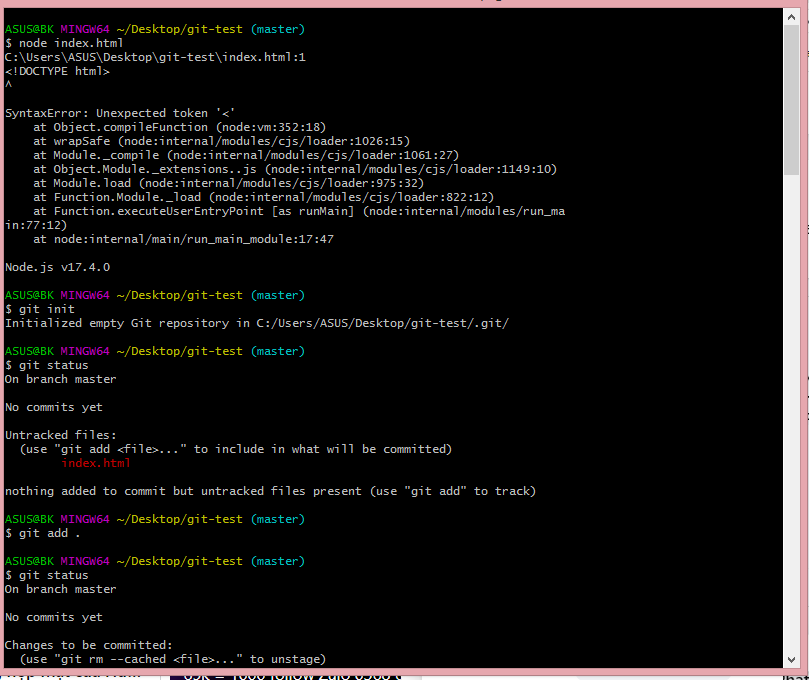 ASUS@BK MINGW64 ~/Desktop/git-test (master)
$ node index.html
C:\Users\ASUS\Desktop\git-test\index.html:1
<!DOCTYPE html>
^
SyntaxError: Unexpected token '<'
    at Object.compileFunction (node:vm:352:18)
    at wrapSafe (node:internal/modules/cjs/loader:1026:15)
    at Module._compile (node:internal/modules/cjs/loader:1061:27)
    at Object.Module._extensions..js (node:internal/modules/cjs/loader:1149:10)
    at Module.load (node:internal/modules/cjs/loader:975:32)
    at Function.Module._load (node:internal/modules/cjs/loader:822:12)
    at Function.executeUserEntryPoint [as runMain] (node:internal/modules/run_ma
in:77:12)
    at node:internal/main/run_main_module:17:47
Node.js v17.4.0
ASUS@BK MINGW64 ~/Desktop/git-test (master)
$ git init
Initialized empty Git repository in C:/Users/ASUS/Desktop/git-test/.git/
ASUS@BK MINGW64 ~/Desktop/git-test (master)
$ git status
On branch master
No commits yet
Untracked files:
  (use "git add <file>..." to include in what will be committed)
        index.html
nothing added to commit but untracked files present (use "git add" to track)
ASUS@BK MINGW64 ~/Desktop/git-test (master)
$ git add .
ASUS@BK MINGW64 ~/Desktop/git-test (master)
$ git status
On branch master
No commits yet
Changes to be committed:
  (use "git rm --cached <file>..." to unstage)